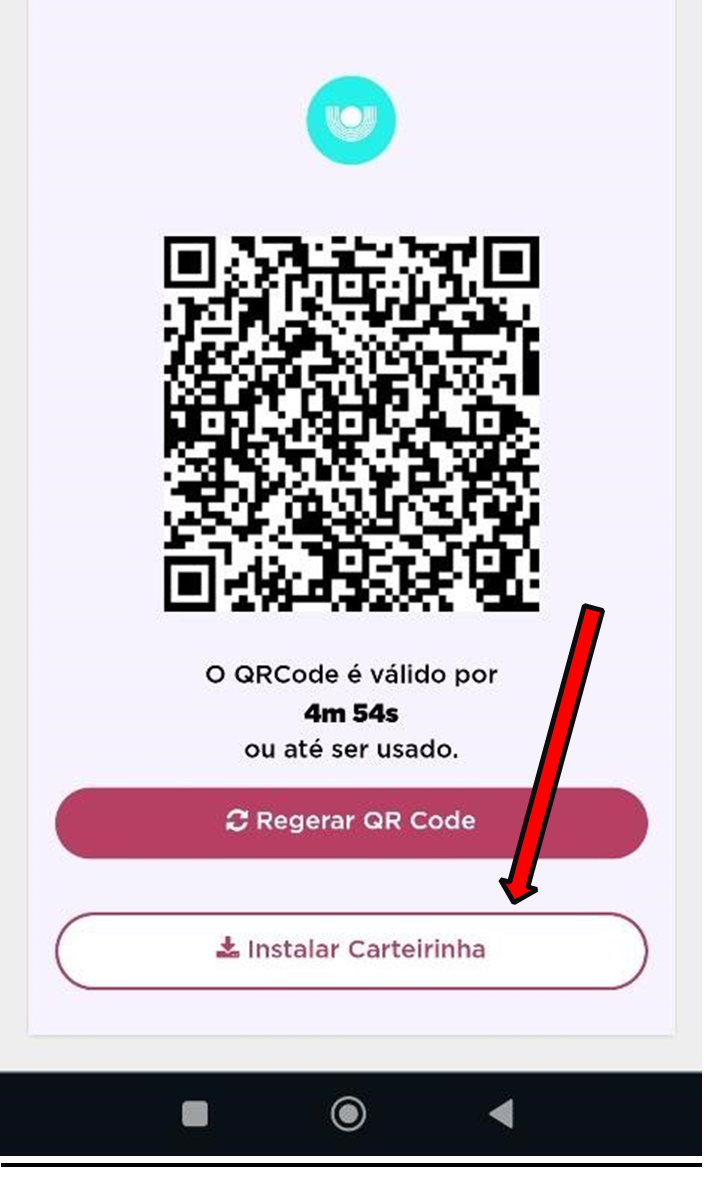 O QRCode é válido por
4m 54s
ou até ser usado.
Regerar QR Code
Instalar Carteirinha